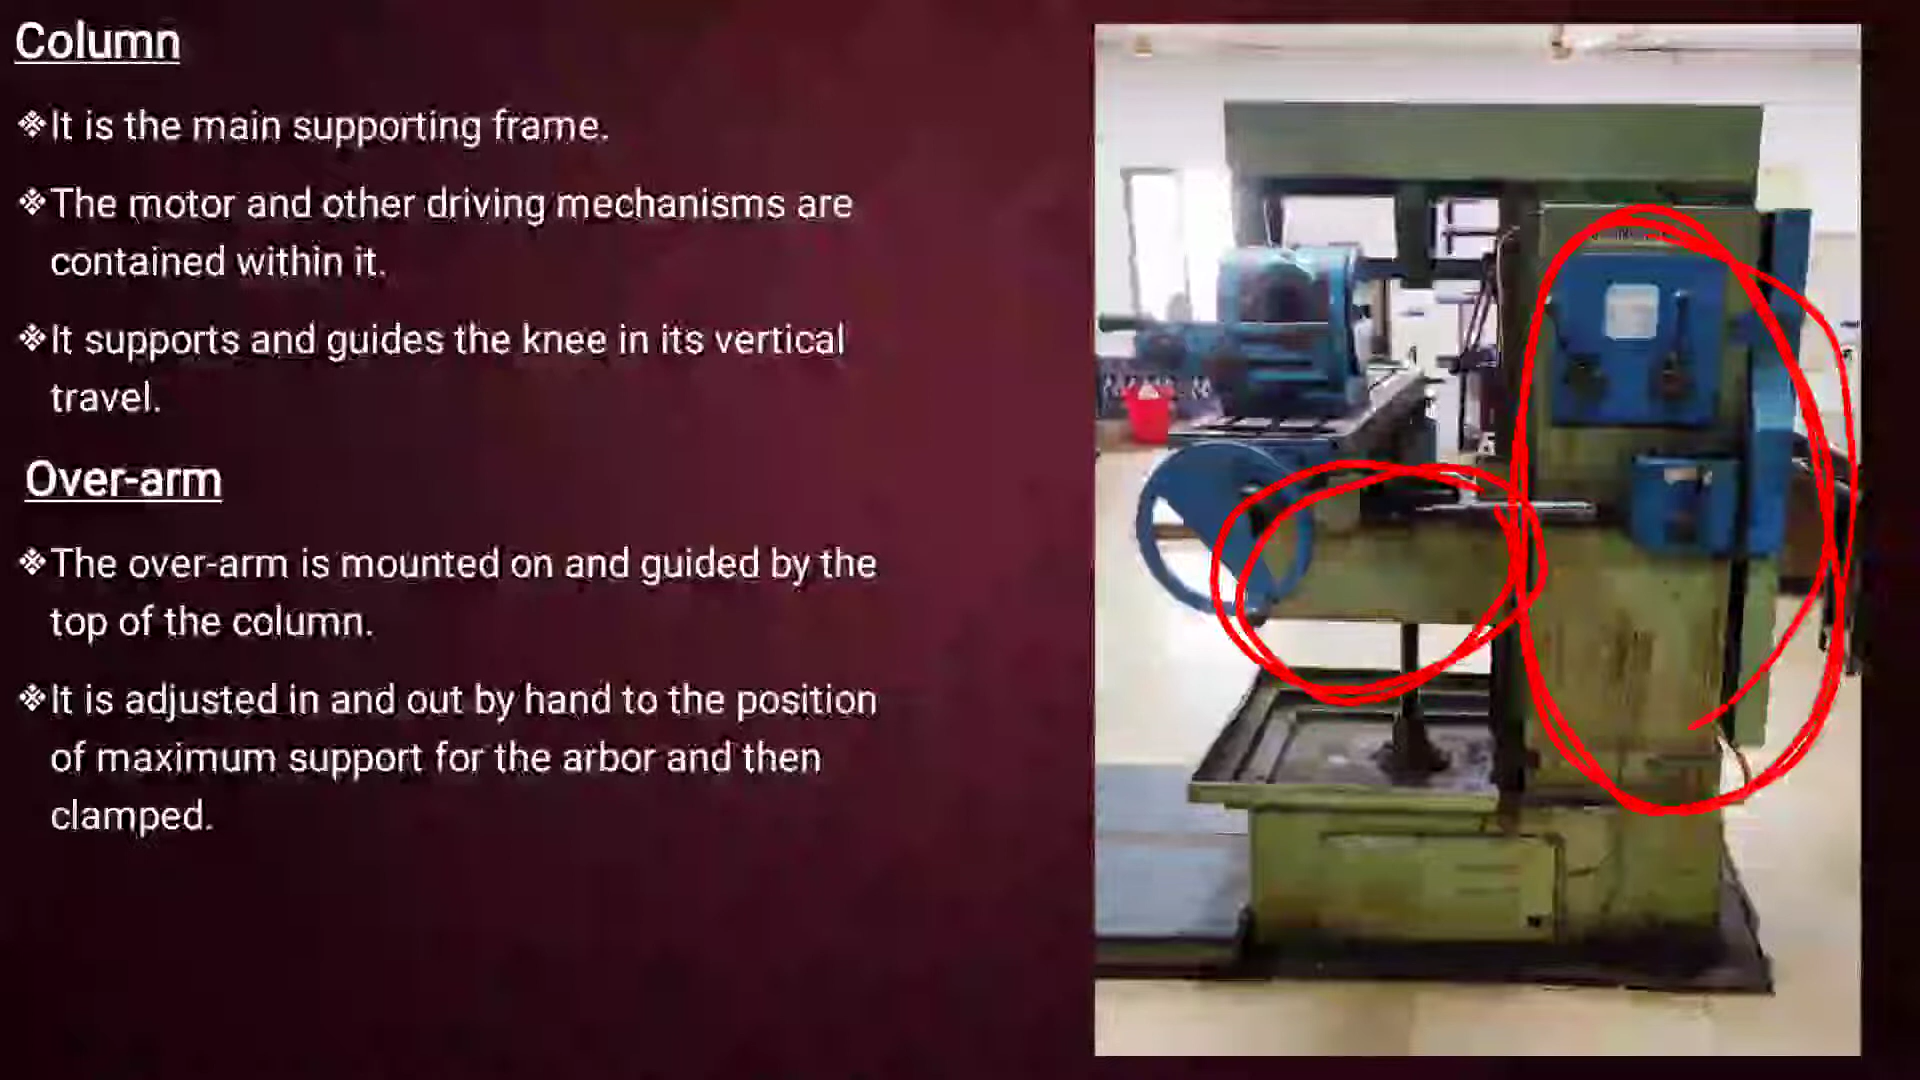 Column
❖It is the main supporting frame.
❖The motor and other driving mechanisms are
contained within it.
❖It supports and guides the knee in its vertical
travel.
Over-arm
❖The over-arm is mounted on and guided by the
top of the column.
❖It is adjusted in and out by hand to the position
of maximum support for the arbor and then
clamped.